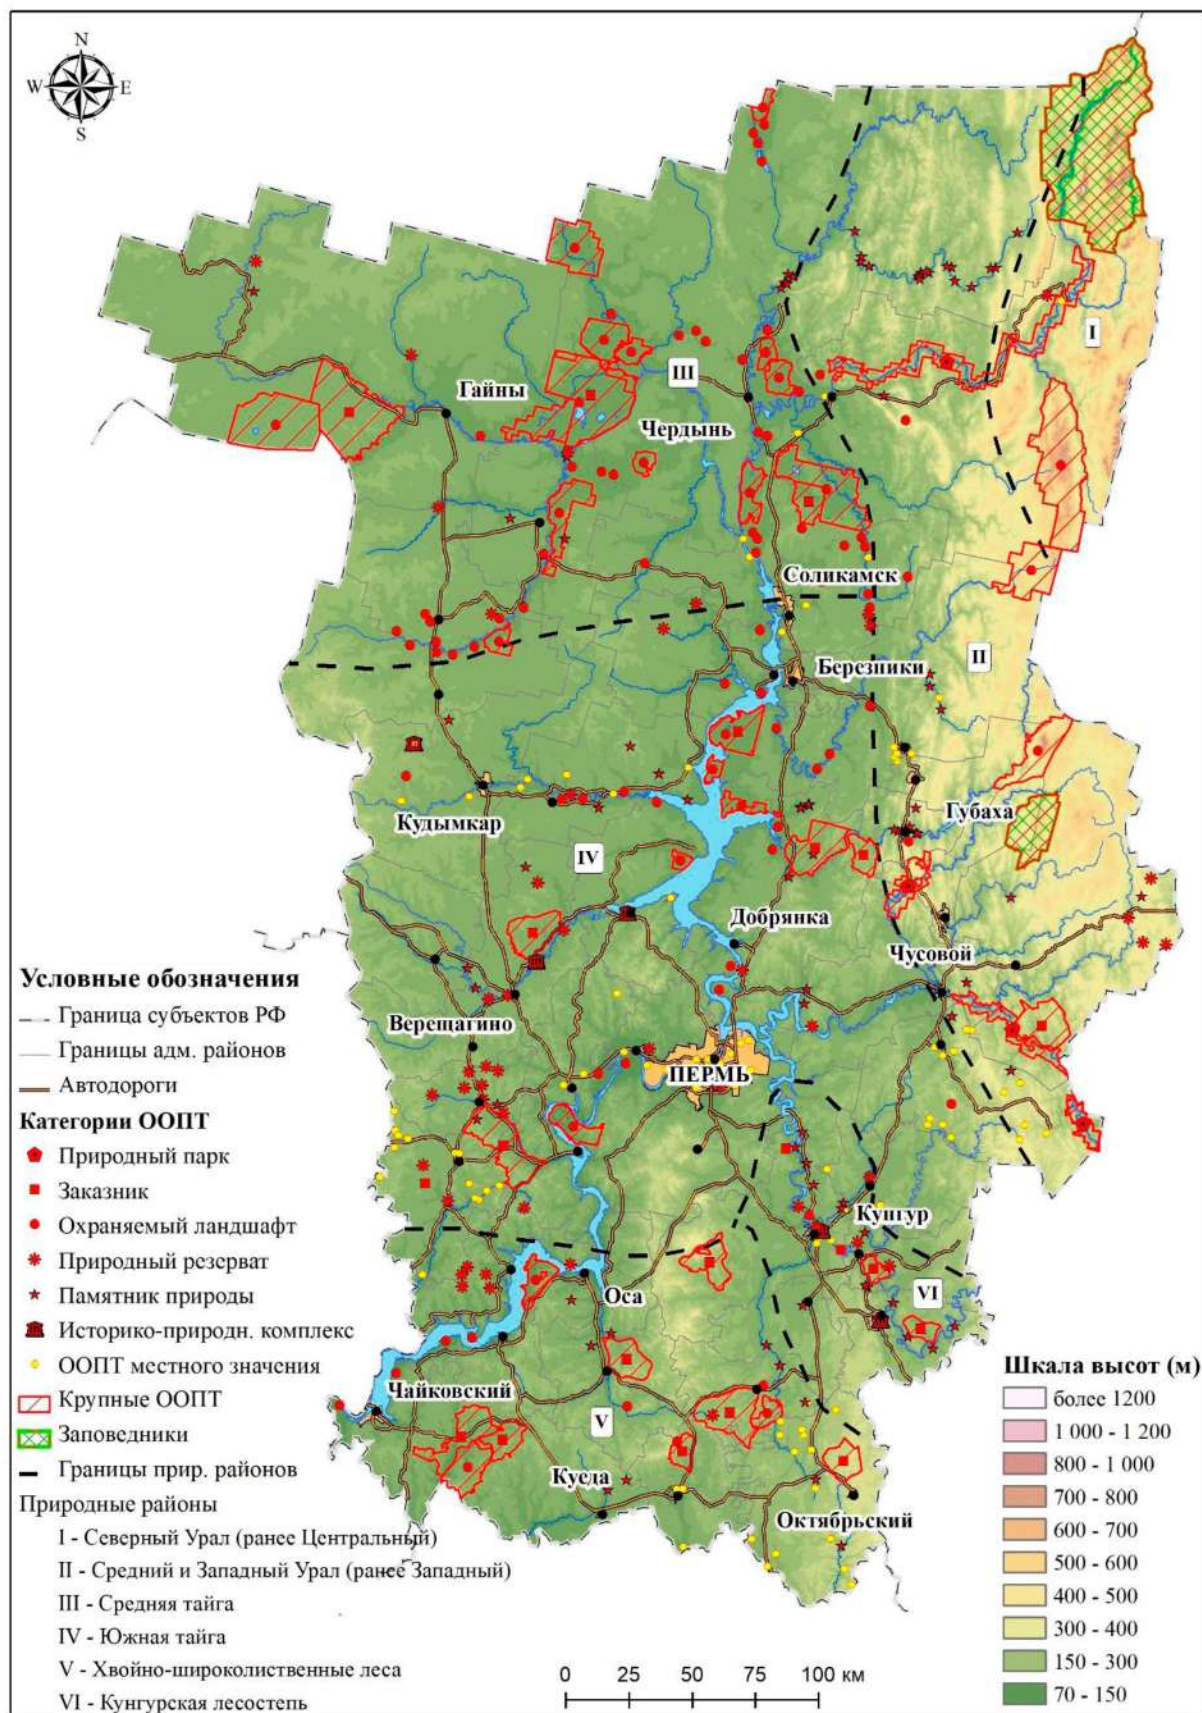 N
W E
S
I
III
Гайны
Чердынь
Соликамск
II
Березники
Кудымкар
Губаха
IV
Добрянка
Чусовой
Верещагино
ПЕРМЬ
Кунгур
VI
Оса
Чайковский
V
Куеда
Октябрьский
Условные обозначения
Граница субъектов РФ
Границы адм. районов
Автодороги
Категории ООПТ
Природный парк
Заказник
Охраняемый ландшафт
Природный резерват
Памятник природы
Историко-природн. комплекс
ООПТ местного значения
Крупные ООПТ
Заповедники
Границы прир. районов
Природные районы
I - Северный Урал (ранее Центральный)
II - Средний и Западный Урал (ранее Западный)
III - Средняя тайга
IV - Южная тайга
V - Хвойно-широколиственные леса
VI - Кунгурская лесостепь
0 25 50 75 100 км
Шкала высот (м)
более 1200
1 000 - 1 200
800 - 1 000
700 - 800
600 - 700
500 - 600
400 - 500
300 - 400
150 - 300
70 - 150